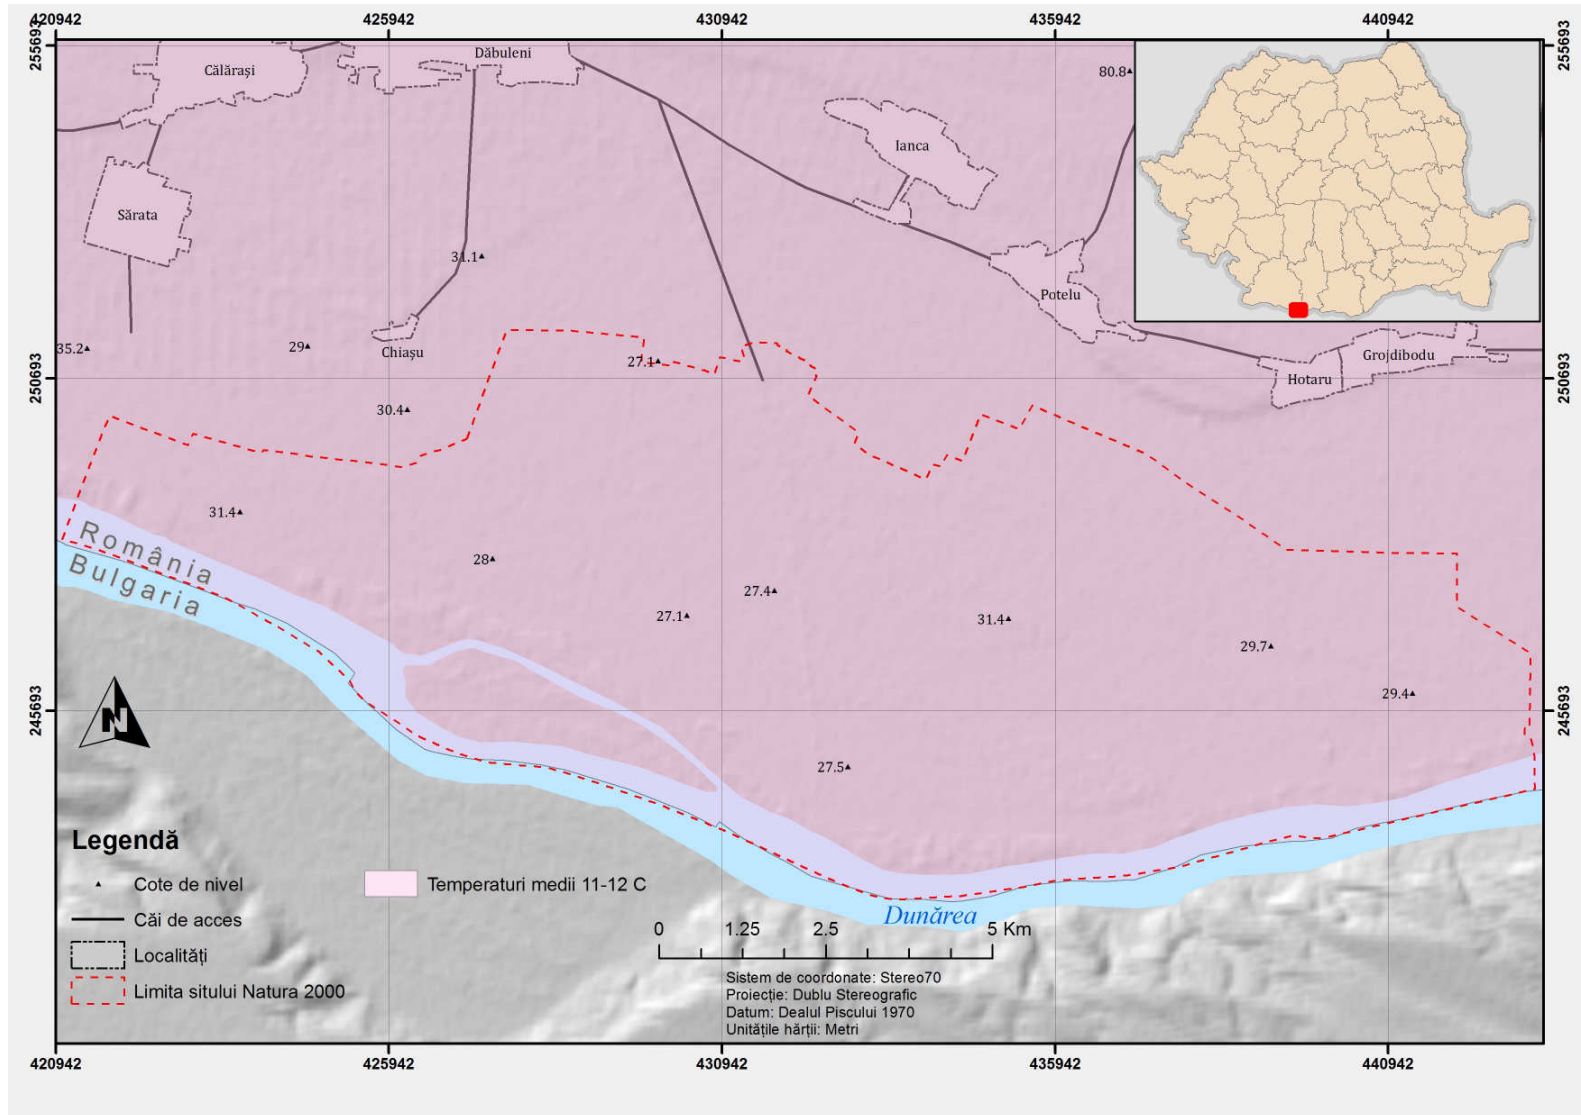 420942 425942 430942 435942 440942
255693 255693
Dăbuleni
Călărași
80.8
Ianca
Sărata
31.1
Potelu
35.2
29
Chiașu
27.1
Grojdibodu
Hotaru
250693 250693
30.4
31.4
România
Bulgaria
28
27.4
27.1
31.4
29.7
29.4
N
245693 245693
27.5
Legendă
Cote de nivel
Temperaturi medii 11-12 C
Căi de acces
Localități
Limita sitului Natura 2000
Dunărea
0 1.25 2.5 5 Km
Sistem de coordonate: Stereo70
Proiecție: Dublu Stereografic
Datum: Dealul Piscului 1970
Unitățile hărții: Metri
420942 425942 430942 435942 440942